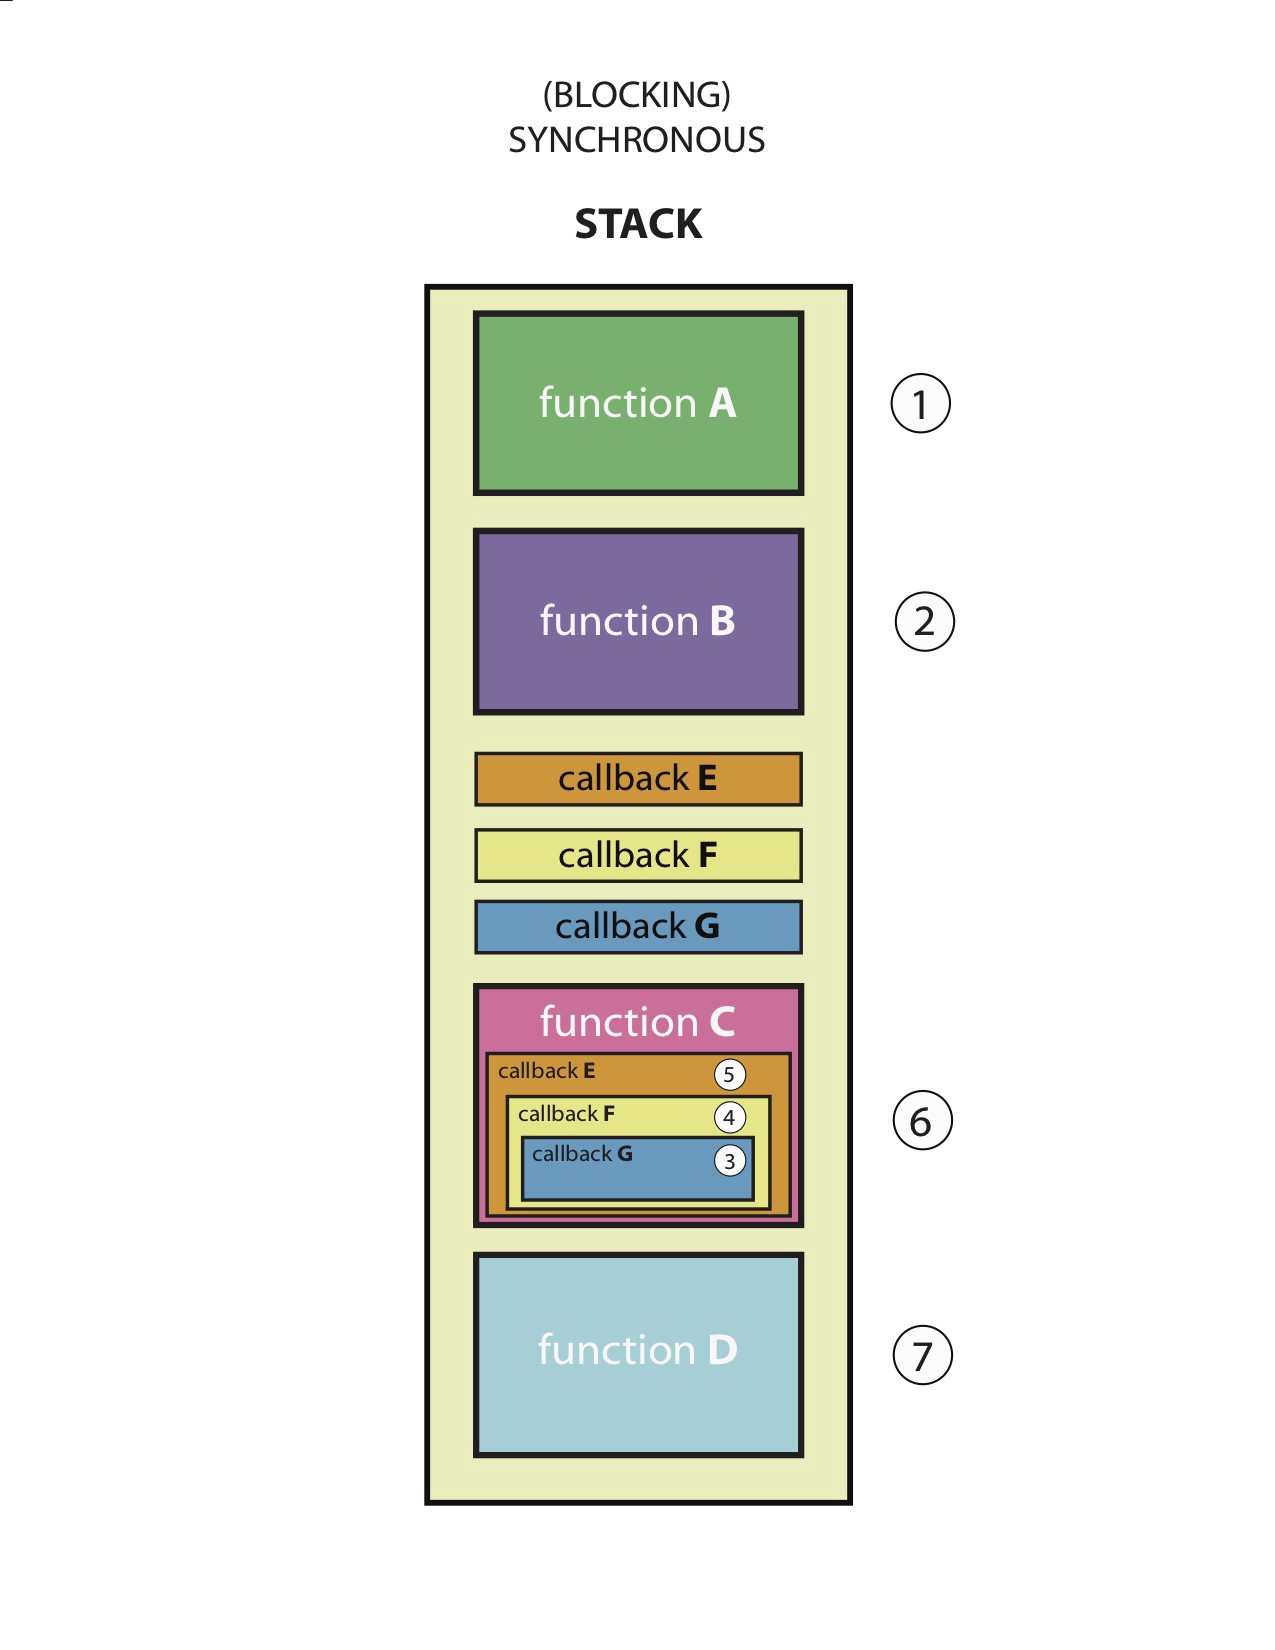 (BLOCKING)
SYNCHRONOUS
STACK
function A
1
function B
2
callback E
callback F
callback G
function C
callback E 5
callback F 4
callback G 3
6
function D
7